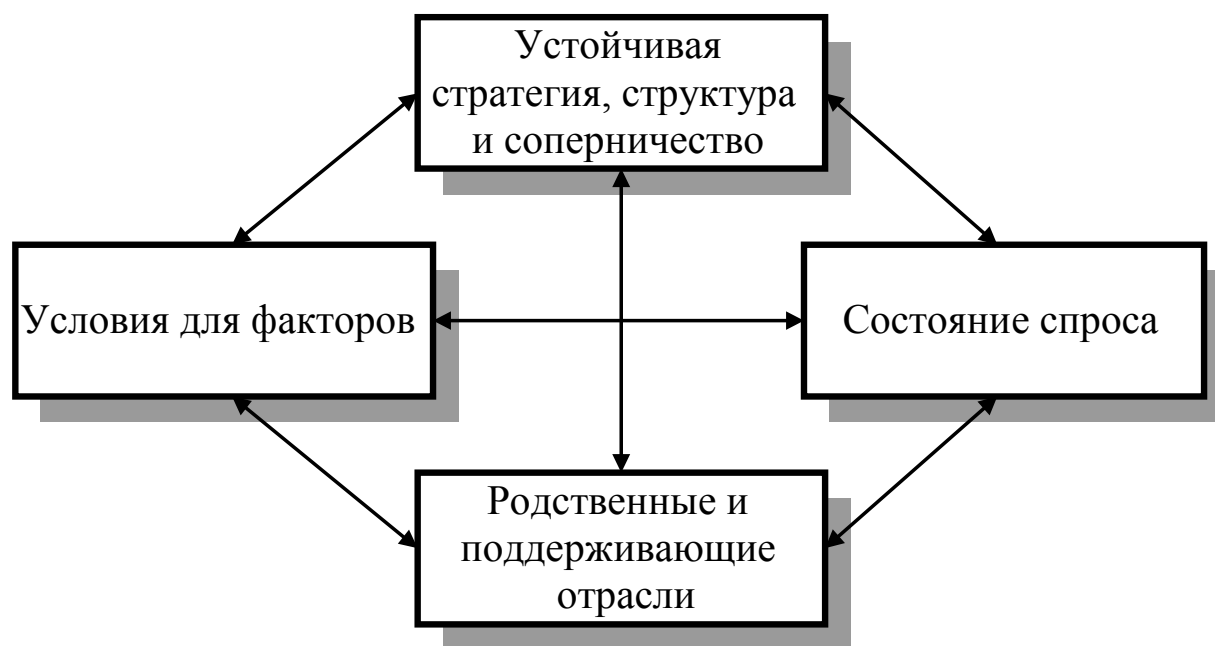 Устойчивая
стратегия, структура
и соперничество
Условия для факторов
Состояние спроса
Родственные и
поддерживающие
отрасли